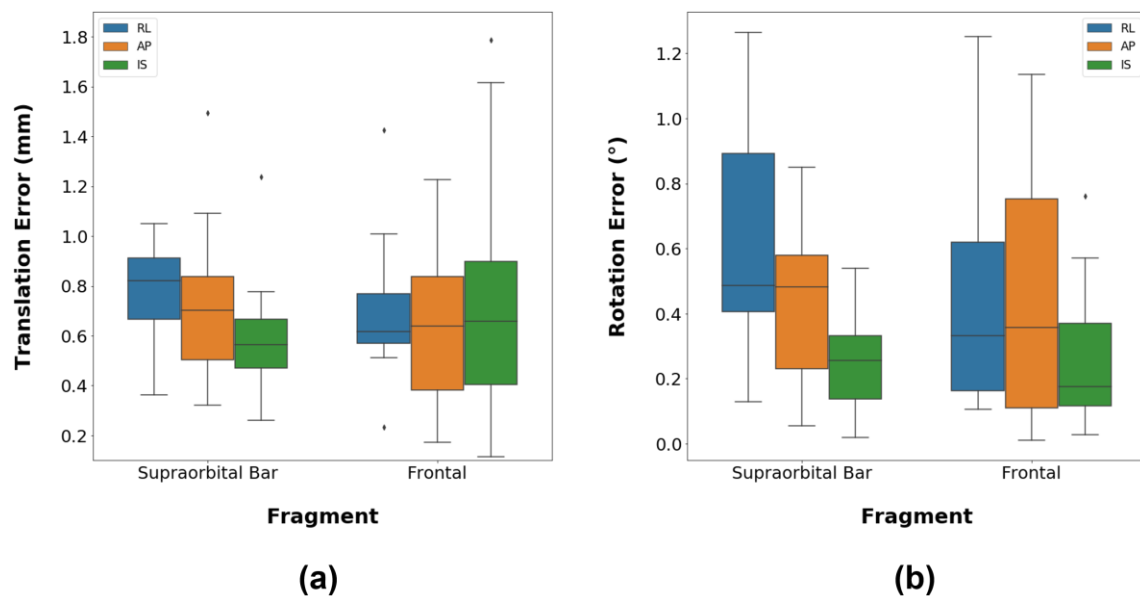 RL
AP
IS
1.8
1.6
1.4
1.2
1.0
0.8
0.6
0.4
0.2
Translation Error (mm)
Supraorbital Bar Frontal
Fragment
(a)
RL
AP
IS
1.2
1.0
0.8
0.6
0.4
0.2
0.0
Rotation Error (°)
Supraorbital Bar Frontal
Fragment
(b)